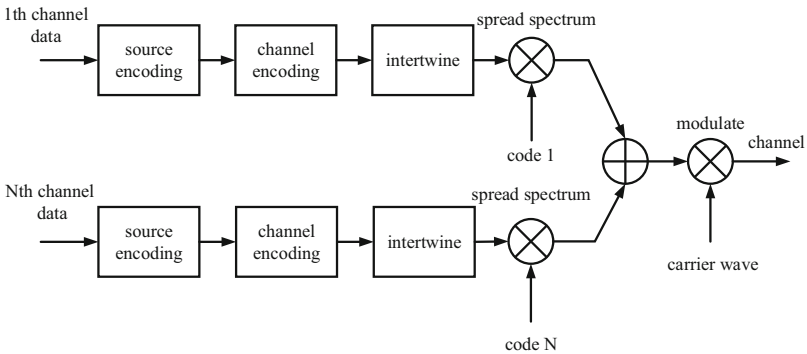 1th channel
data
source
encoding
channel
encoding
intertwine
spread spectrum
code 1
modulate
channel
carrier wave
Nth channel
data
source
encoding
channel
encoding
intertwine
spread spectrum
code N